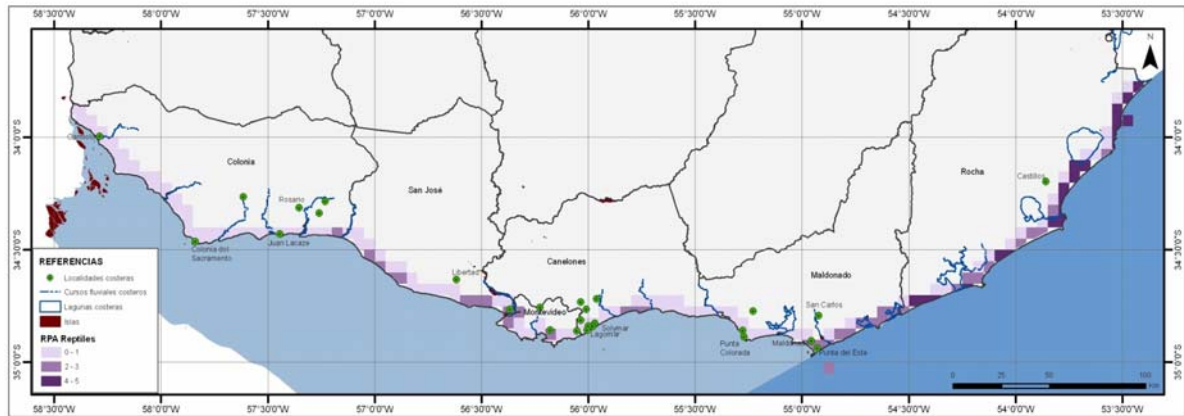 58°30'0"W 58°0'0"W 57°30'0"W 57°0'0"W 56°30'0"W 56°0'0"W 55°30'0"W 55°0'0"W 54°30'0"W 54°0'0"W 53°30'0"W
N
34°0'0"S 34°0'0"S
Colonia
Rocha
Castillos
San José
Rosario
34°30'0"S 34°30'0"S
Colonia del
Sacramento
Juan Lacaze
Canelones
Libertad
Maldonado
San Carlos
Montevideo
Solymar
Lagomar
Punta
Colorada
Punta del Este
35°0'0"S 35°0'0"S
REFERENCIAS
Localidades costeras
Cursos fluviales costeros
Lagunas costeras
Islas
RPA Reptiles
0 - 1
2 - 3
4 - 5
0 25 50 100
Km
58°30'0"W 58°0'0"W 57°30'0"W 57°0'0"W 56°30'0"W 56°0'0"W 55°30'0"W 55°0'0"W 54°30'0"W 54°0'0"W 53°30'0"W